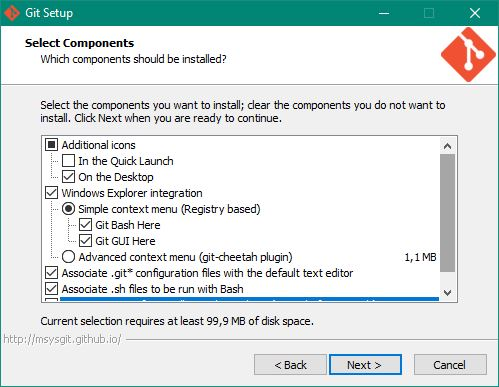 Git Setup
Select Components
Which components should be installed?
Select the components you want to install; clear the components you do not want to
install. Click Next when you are ready to continue.
Additional icons
In the Quick Launch
On the Desktop
Windows Explorer integration
Simple context menu (Registry based)
Git Bash Here
Git GUI Here
Advanced context menu (git-cheetah plugin) 1,1 MB
Associate .git* configuration files with the default text editor
Associate .sh files to be run with Bash
Current selection requires at least 99,9 MB of disk space.
http://msysgit.github.io/
< Back Next > Cancel